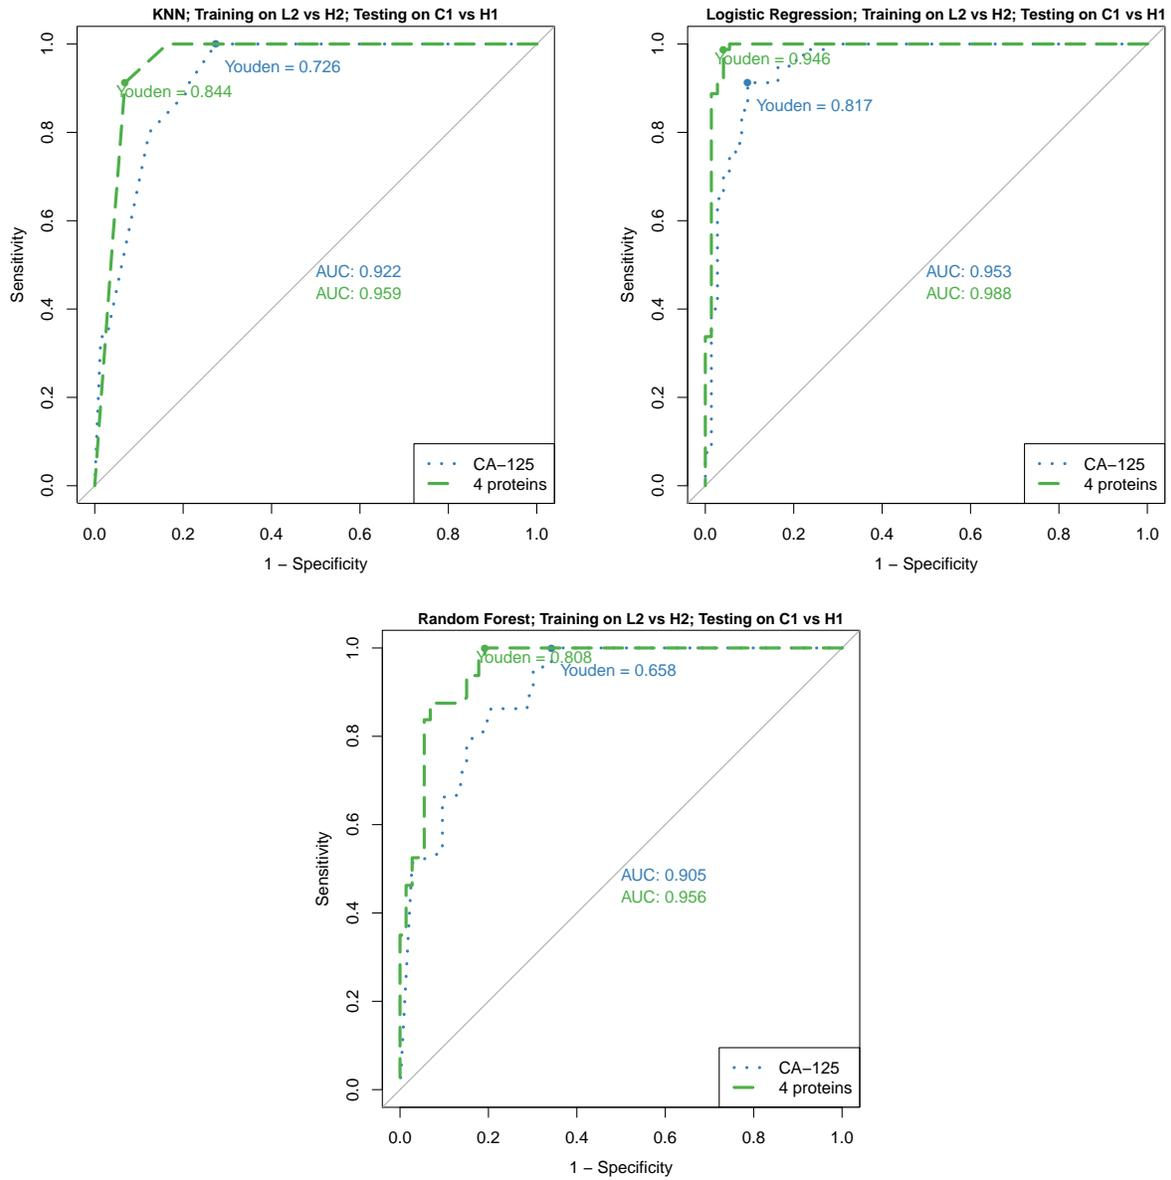 KNN; Training on L2 vs H2; Testing on C1 vs H1
Sensitivity
1.0
0.8
0.6
0.4
0.2
0.0
Youden = 0.726
Youden = 0.844
AUC: 0.922
AUC: 0.959
CA−125
4 proteins
0.0 0.2 0.4 0.6 0.8 1.0
1 − Specificity
Logistic Regression; Training on L2 vs H2; Testing on C1 vs H1
Sensitivity
1.0
0.8
0.6
0.4
0.2
0.0
Youden = 0.946
Youden = 0.817
AUC: 0.953
AUC: 0.988
CA−125
4 proteins
0.0 0.2 0.4 0.6 0.8 1.0
1 − Specificity
Random Forest; Training on L2 vs H2; Testing on C1 vs H1
Sensitivity
1.0
0.8
0.6
0.4
0.2
0.0
Youden = 0.808
Youden = 0.658
AUC: 0.905
AUC: 0.956
CA−125
4 proteins
0.0 0.2 0.4 0.6 0.8 1.0
1 − Specificity